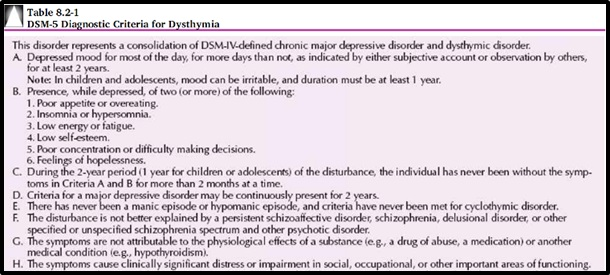 Table 8.2-1
DSM-5 Diagnostic Criteria for Dysthymia
This disorder represents a consolidation of DSM-IV-defined chronic major depressive disorder and dysthymic disorder.
A. Depressed mood for most of the day, for more days than not, as indicated by either subjective account or observation by others,
for at least 2 years.
Note: In children and adolescents, mood can be irritable, and duration must be at least 1 year.
B. Presence, while depressed, of two (or more) of the following:
1. Poor appetite or overeating.
2. Insomnia or hypersomnia.
3. Low energy or fatigue.
4. Low self-esteem.
5. Poor concentration or difficulty making decisions.
6. Feelings of hopelessness.
C. During the 2-year period (1 year for children or adolescents) of the disturbance, the individual has never been without the symp-
toms in Criteria A and B for more than 2 months at a time.
D. Criteria for a major depressive disorder may be continuously present for 2 years.
E. There has never been a manic episode or hypomanic episode, and criteria have never been met for cyclothymic disorder.
F. The disturbance is not better explained by a persistent schizoaffective disorder, schizophrenia, delusional disorder, or other
specified or unspecified schizophrenia spectrum and other psychotic disorder.
G. The symptoms are not attributable to the physiological effects of a substance (e.g., a drug of abuse, a medication) or another
medical condition (e.g., hypothyroidism).
H. The symptoms cause clinically significant distress or impairment in social, occupational, or other important areas of functioning.